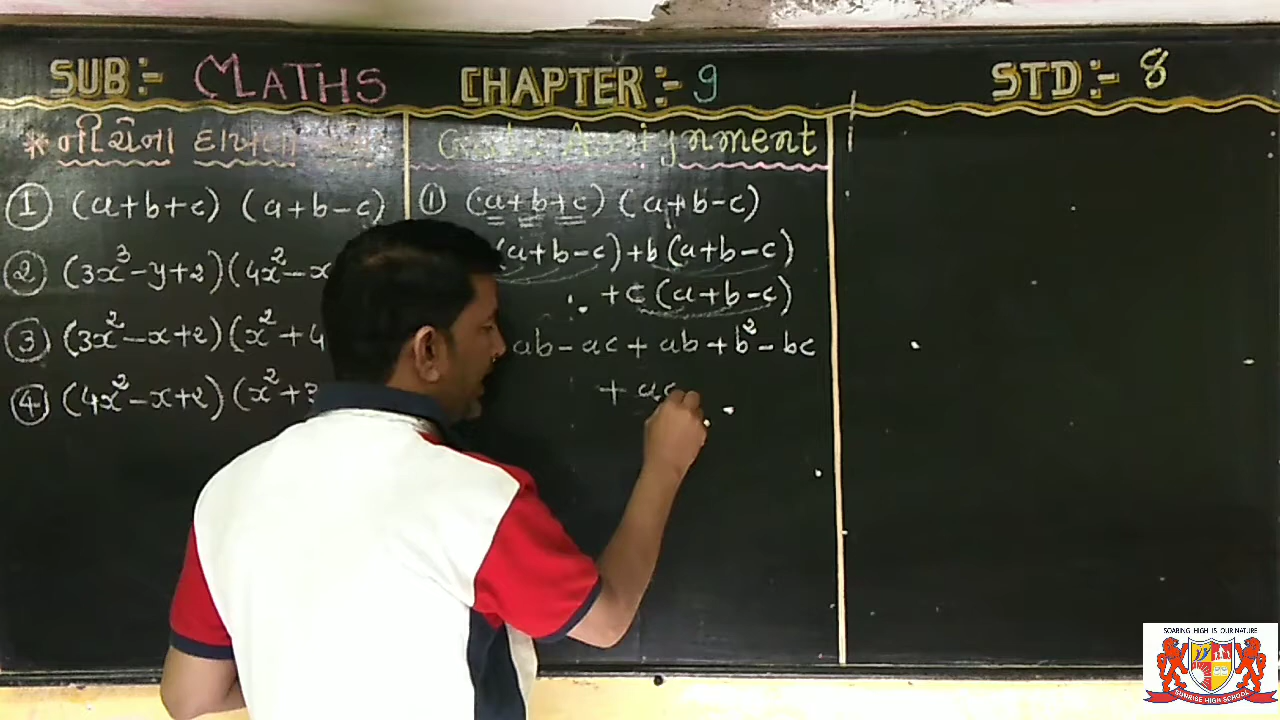 SUB:- MATHS CHAPTER:- 9 STD:- 8
* નીચેના દાખલા
① (a+b+c) (a+b-c)
② (3x³-y+2)(4x²-x
③ (3x²-x+2)(x²+4
④ (4x²-x+2)(x²+3
Assignment
① (a+b+c) (a+b-c)
(a+b-c)+b(a+b-c)
+c(a+b-c)
ab-ac+ab+b²-bc
+ac
SOARING HIGH IS OUR NATURE
SUNRISE HIGH SCHOOL